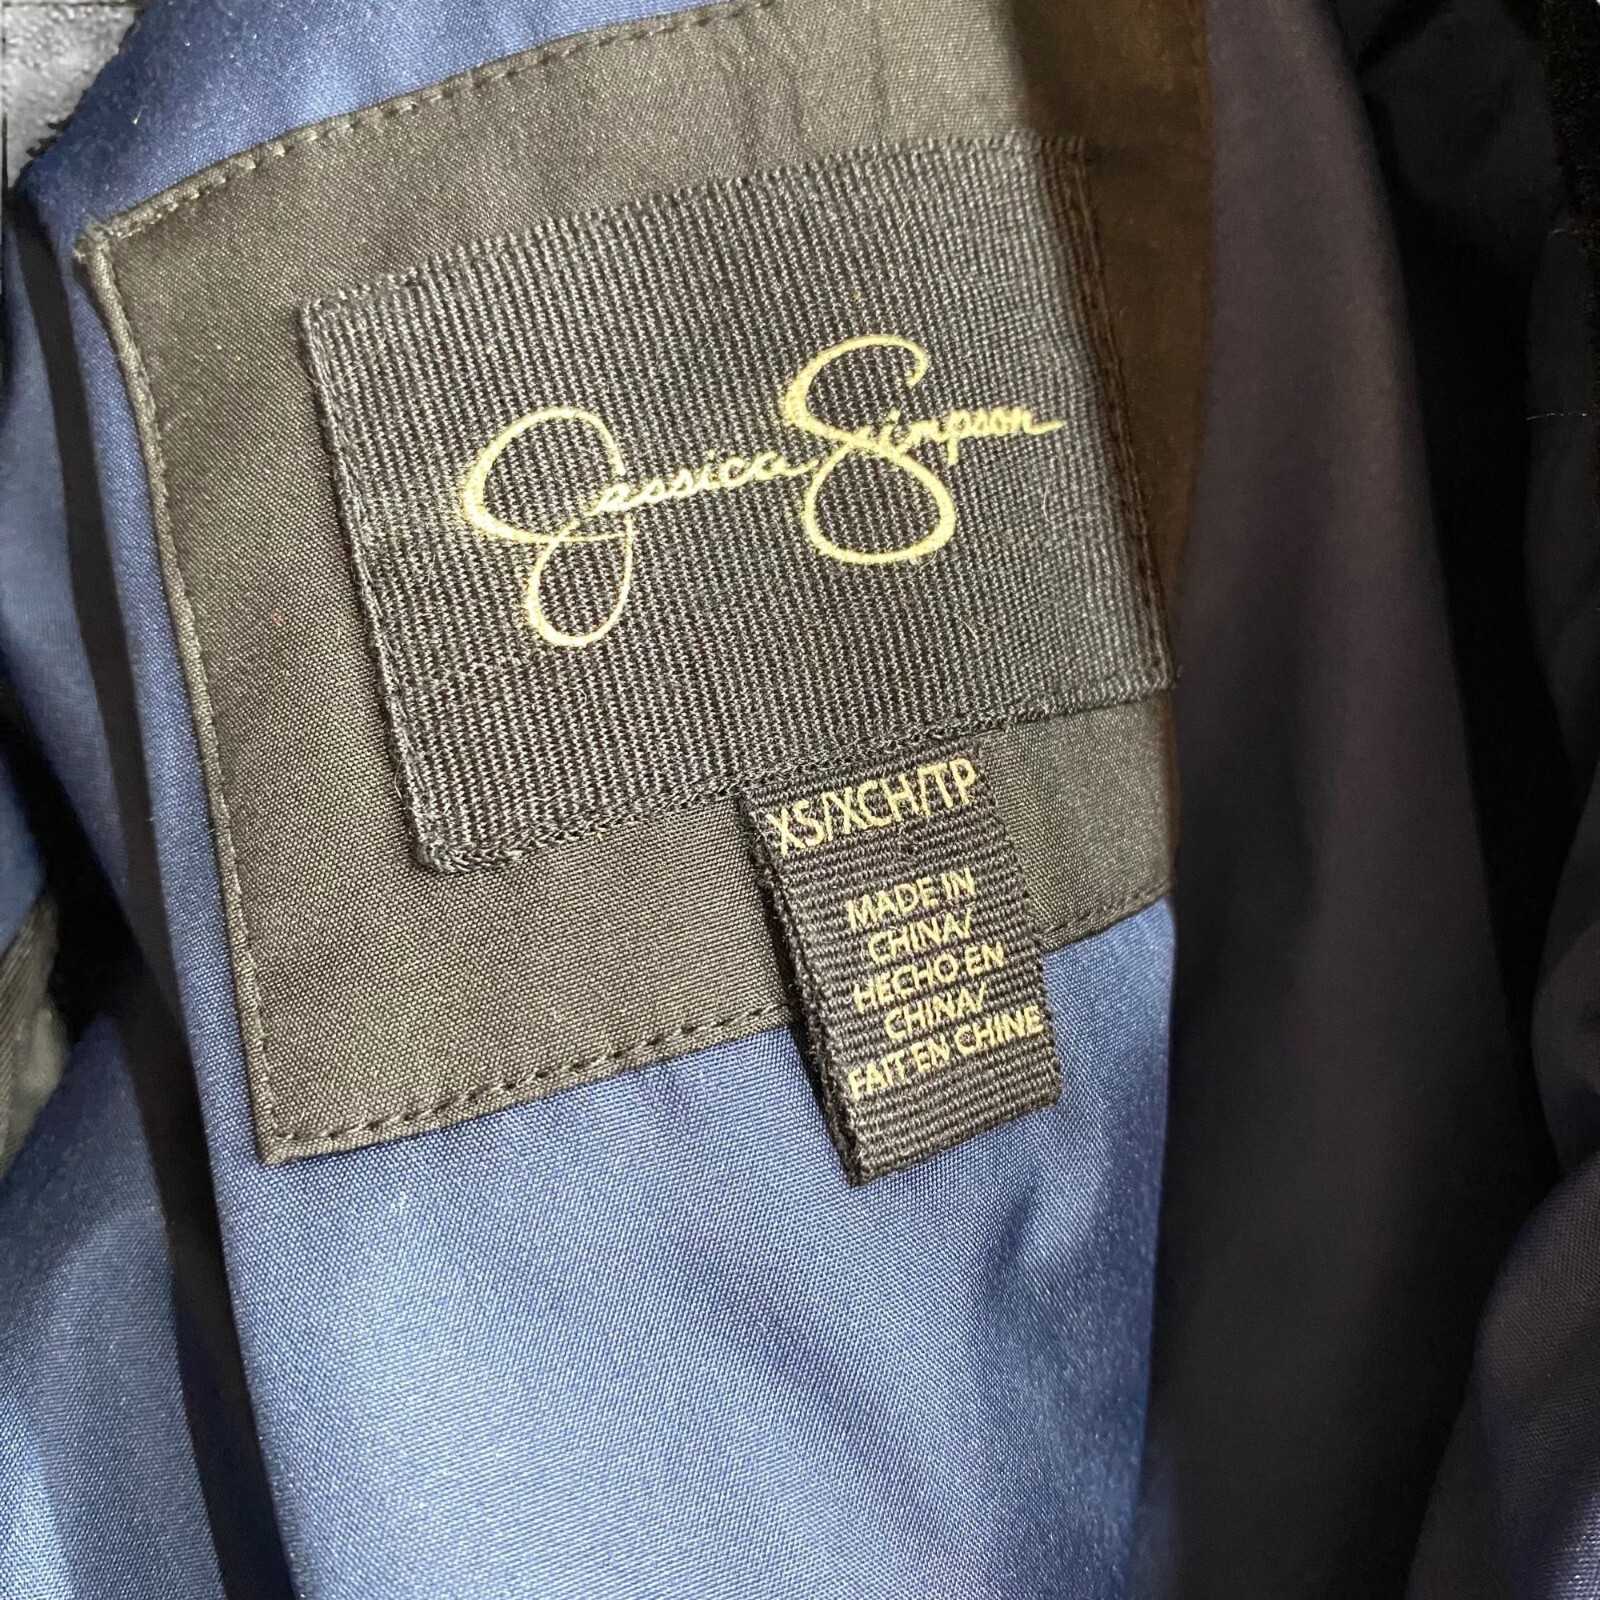 Jessica Simpson
XS/XCH/TP
MADE IN
CHINA/
HECHO EN
CHINA/
FAIT EN CHINE